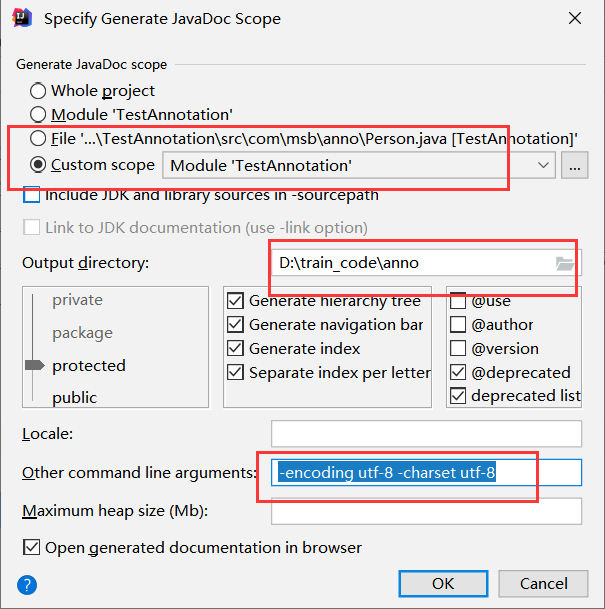 Specify Generate JavaDoc Scope
Generate JavaDoc scope
Whole project
Module 'TestAnnotation'
File '...\TestAnnotation\src\com\msb\anno\Person.java [TestAnnotation]'
Custom scope Module 'TestAnnotation' ...
Include JDK and library sources in -sourcepath
Link to JDK documentation (use -link option)
Output directory: D:\train_code\anno
private Generate hierarchy tree @use
package Generate navigation bar @author
protected Generate index @version
Separate index per letter @deprecated
public deprecated list
Locale:
Other command line arguments: -encoding utf-8 -charset utf-8
Maximum heap size (Mb):
Open generated documentation in browser
? OK Cancel